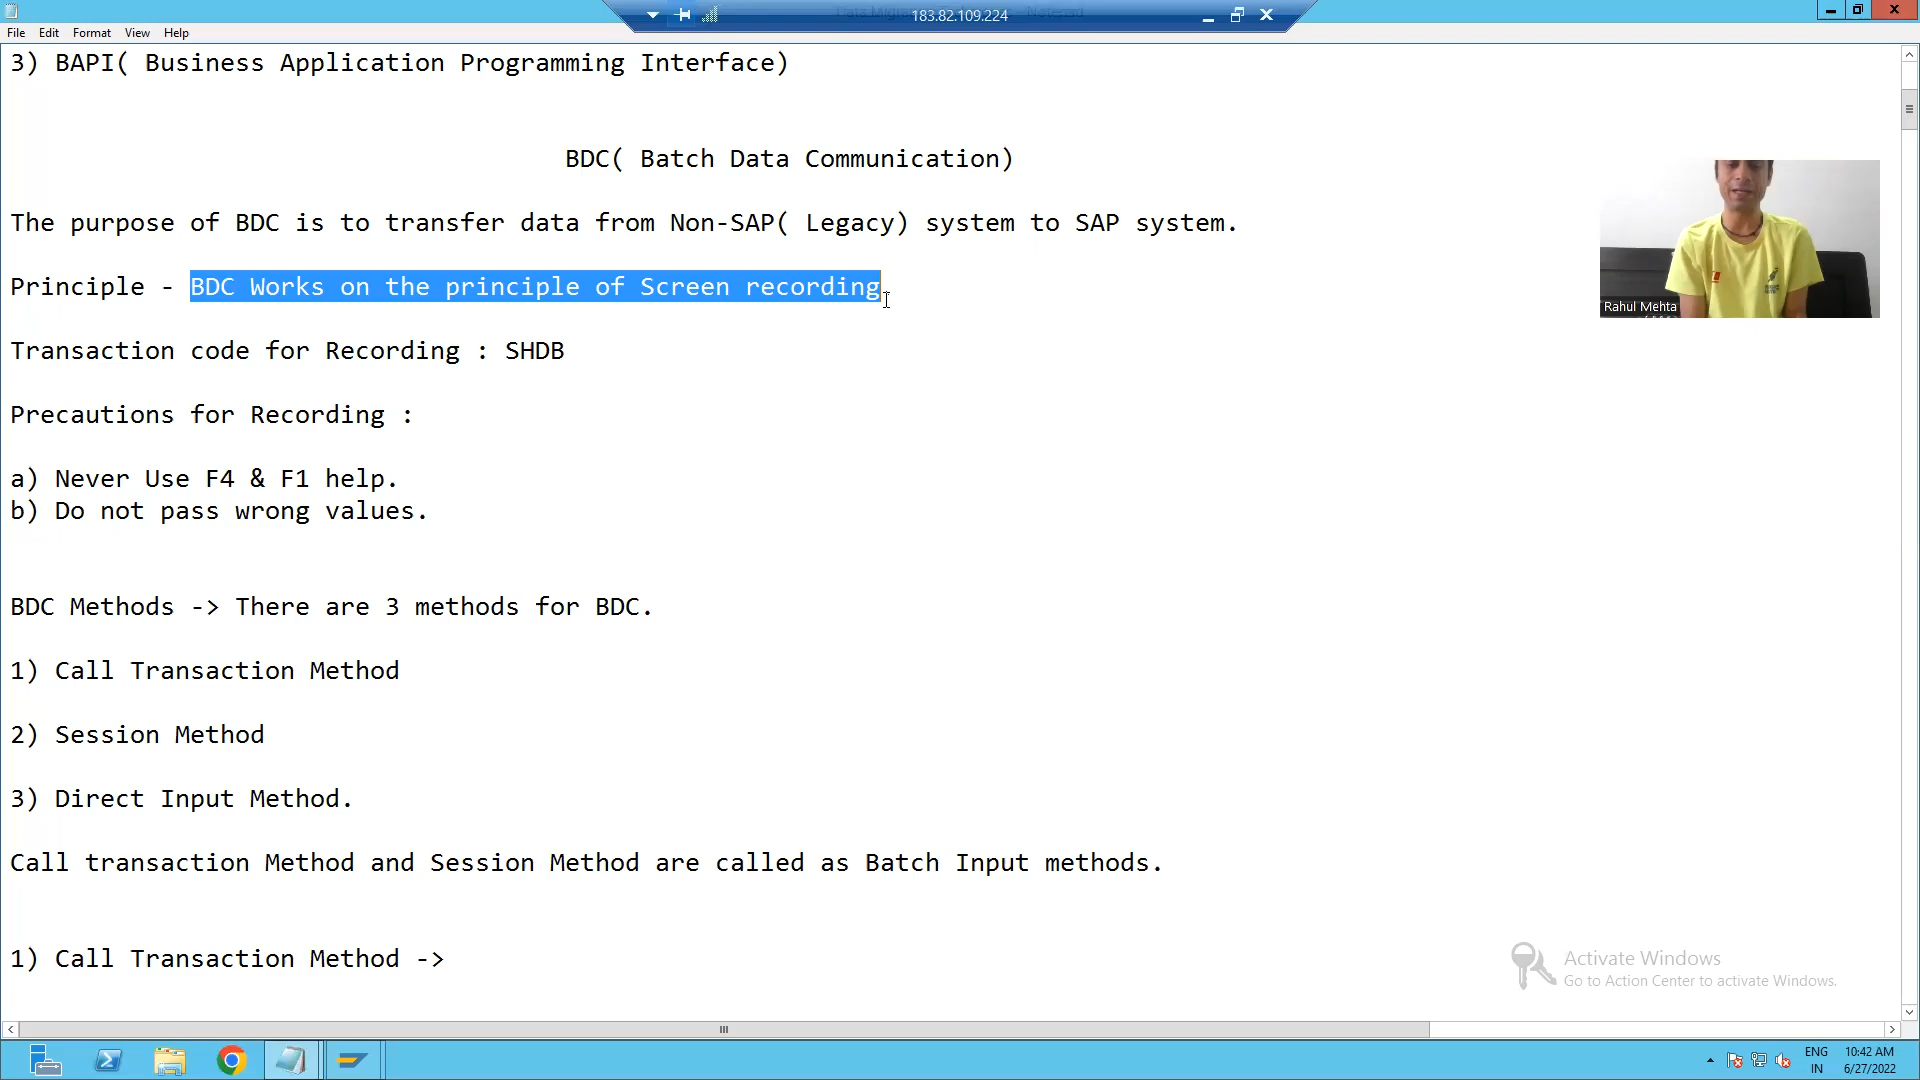 183.82.109.224
File Edit Format View Help
3) BAPI( Business Application Programming Interface)
BDC( Batch Data Communication)
The purpose of BDC is to transfer data from Non-SAP( Legacy) system to SAP system.
Principle - BDC Works on the principle of Screen recording
Rahul Mehta
Transaction code for Recording : SHDB
Precautions for Recording :
a) Never Use F4 & F1 help.
b) Do not pass wrong values.
BDC Methods -> There are 3 methods for BDC.
1) Call Transaction Method
2) Session Method
3) Direct Input Method.
Call transaction Method and Session Method are called as Batch Input methods.
1) Call Transaction Method ->
Activate Windows
Go to Action Center to activate Windows.
ENG 10:42 AM
IN 6/27/2022